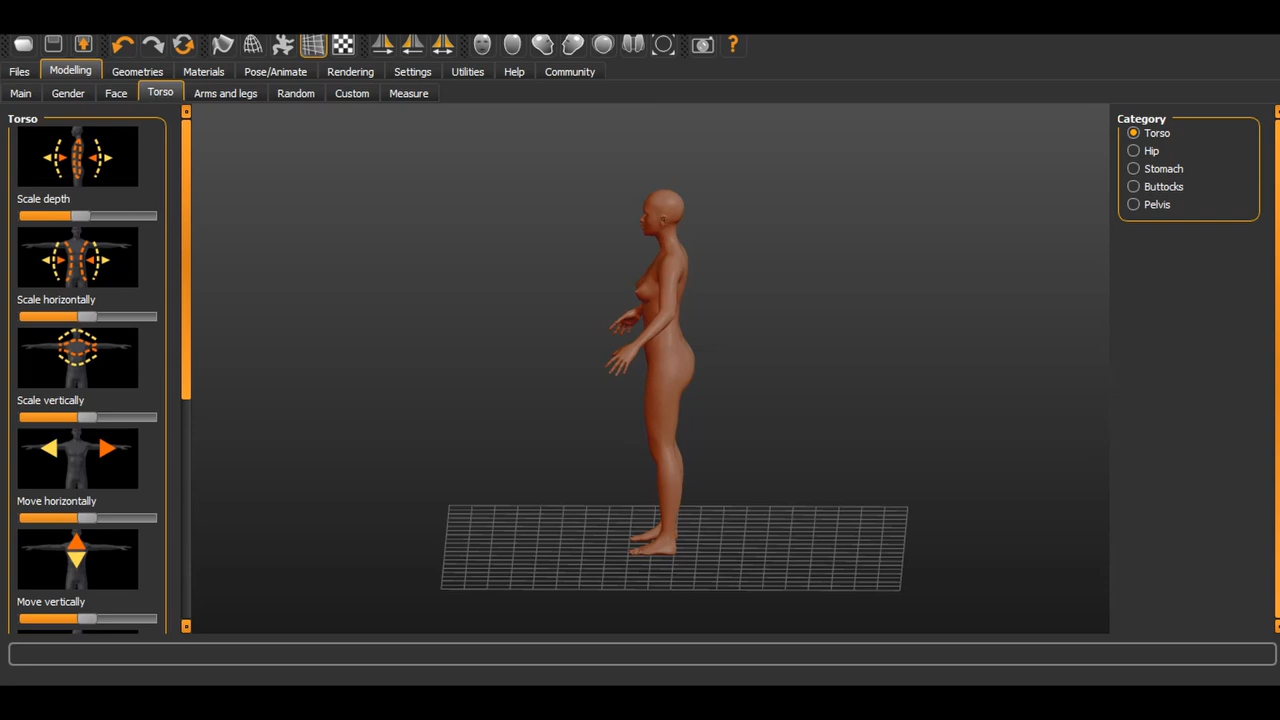 Files Modelling Geometries Materials Pose/Animate Rendering Settings Utilities Help Community
Main Gender Face Torso Arms and legs Random Custom Measure
Torso
Scale depth
Scale horizontally
Scale vertically
Move horizontally
Move vertically
Category
Torso
Hip
Stomach
Buttocks
Pelvis